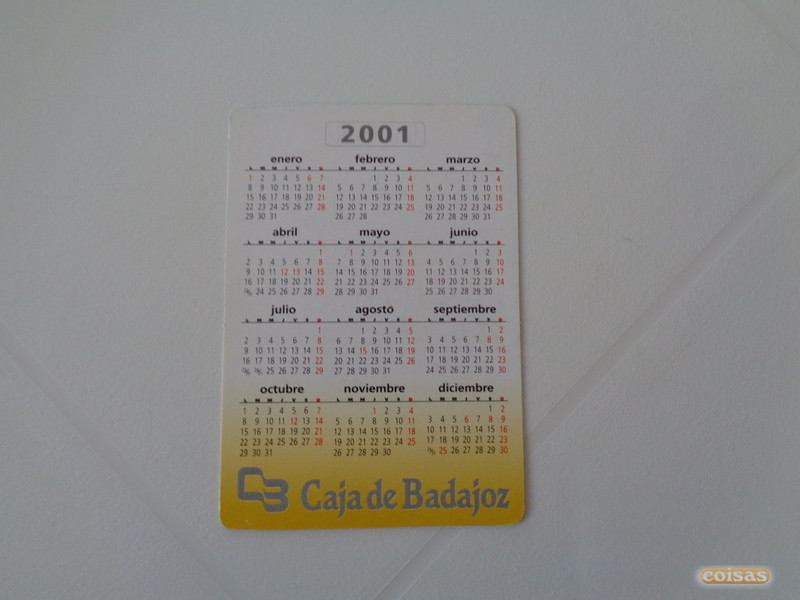 2001
enero febrero marzo
L M M J V S D L M M J V S D L M M J V S D
1 2 3 4 5 6 7 1 2 3 4 1 2 3 4
8 9 10 11 12 13 14 5 6 7 8 9 10 11 5 6 7 8 9 10 11
15 16 17 18 19 20 21 12 13 14 15 16 17 18 12 13 14 15 16 17 18
22 23 24 25 26 27 28 19 20 21 22 23 24 25 19 20 21 22 23 24 25
29 30 31 26 27 28 26 27 28 29 30 31
abril mayo junio
L M M J V S D L M M J V S D L M M J V S D
1 1 2 3 4 5 6 1 2 3
2 3 4 5 6 7 8 7 8 9 10 11 12 13 4 5 6 7 8 9 10
9 10 11 12 13 14 15 14 15 16 17 18 19 20 11 12 13 14 15 16 17
16 17 18 19 20 21 22 21 22 23 24 25 26 27 18 19 20 21 22 23 24
23/30 24 25 26 27 28 29 28 29 30 31 25 26 27 28 29 30
julio agosto septiembre
L M M J V S D L M M J V S D L M M J V S D
1 1 2 3 4 5 1 2
2 3 4 5 6 7 8 6 7 8 9 10 11 12 3 4 5 6 7 8 9
9 10 11 12 13 14 15 13 14 15 16 17 18 19 10 11 12 13 14 15 16
16 17 18 19 20 21 22 20 21 22 23 24 25 26 17 18 19 20 21 22 23
23/30 24/31 25 26 27 28 29 27 28 29 30 31 24 25 26 27 28 29 30
octubre noviembre diciembre
L M M J V S D L M M J V S D L M M J V S D
1 2 3 4 5 6 7 1 2 3 4 1 2
8 9 10 11 12 13 14 5 6 7 8 9 10 11 3 4 5 6 7 8 9
15 16 17 18 19 20 21 12 13 14 15 16 17 18 10 11 12 13 14 15 16
22 23 24 25 26 27 28 19 20 21 22 23 24 25 17 18 19 20 21 22 23
29 30 31 26 27 28 29 30 24/31 25 26 27 28 29 30
CB Caja de Badajoz
coisas